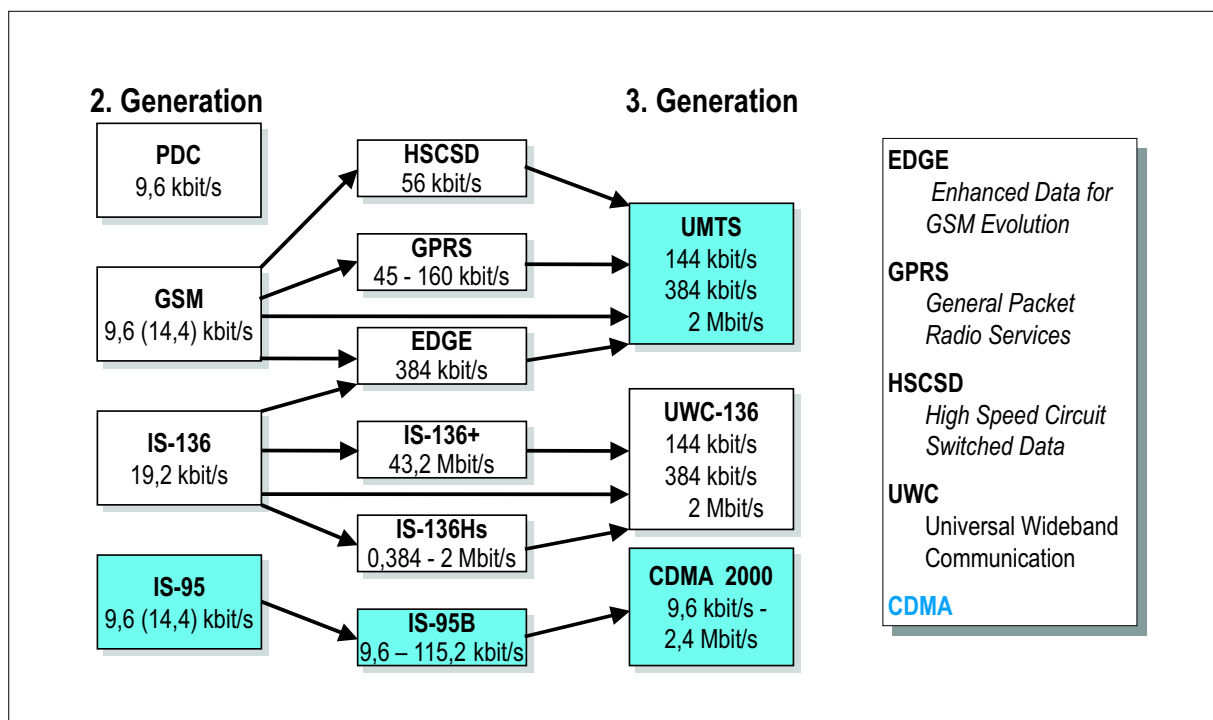 2. Generation
3. Generation
PDC
9,6 kbit/s
GSM
9,6 (14,4) kbit/s
IS-136
19,2 kbit/s
IS-95
9,6 (14,4) kbit/s
HSCSD
56 kbit/s
GPRS
45 - 160 kbit/s
EDGE
384 kbit/s
IS-136+
43,2 Mbit/s
IS-136Hs
0,384 - 2 Mbit/s
IS-95B
9,6 – 115,2 kbit/s
UMTS
144 kbit/s
384 kbit/s
2 Mbit/s
UWC-136
144 kbit/s
384 kbit/s
2 Mbit/s
CDMA 2000
9,6 kbit/s -
2,4 Mbit/s
EDGE
Enhanced Data for
GSM Evolution
GPRS
General Packet
Radio Services
HSCSD
High Speed Circuit
Switched Data
UWC
Universal Wideband
Communication
CDMA